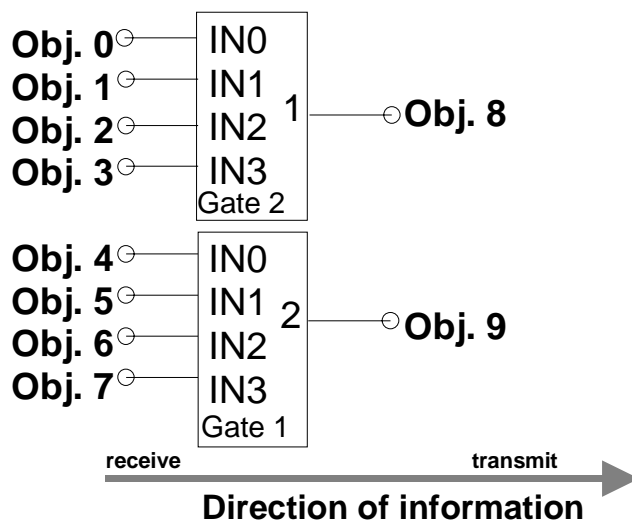 Obj. 0 IN0
Obj. 1 IN1
Obj. 2 IN2
Obj. 3 IN3
1 Obj. 8
Gate 2
Obj. 4 IN0
Obj. 5 IN1
Obj. 6 IN2
Obj. 7 IN3
2 Obj. 9
Gate 1
receive transmit
Direction of information